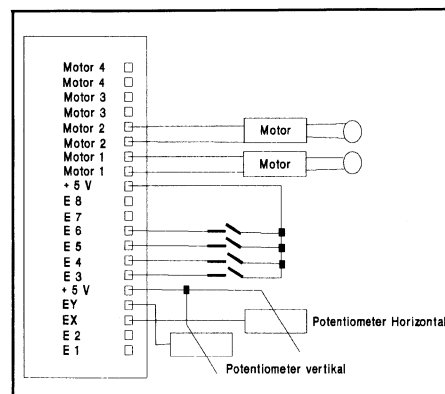 Motor 4
Motor 4
Motor 3
Motor 3
Motor 2
Motor 2
Motor 1
Motor 1
+ 5 V
E 8
E 7
E 6
E 5
E 4
E 3
+ 5 V
EY
EX
E 2
E 1
Motor
Motor
Potentiometer Horizontal
Potentiometer vertikal